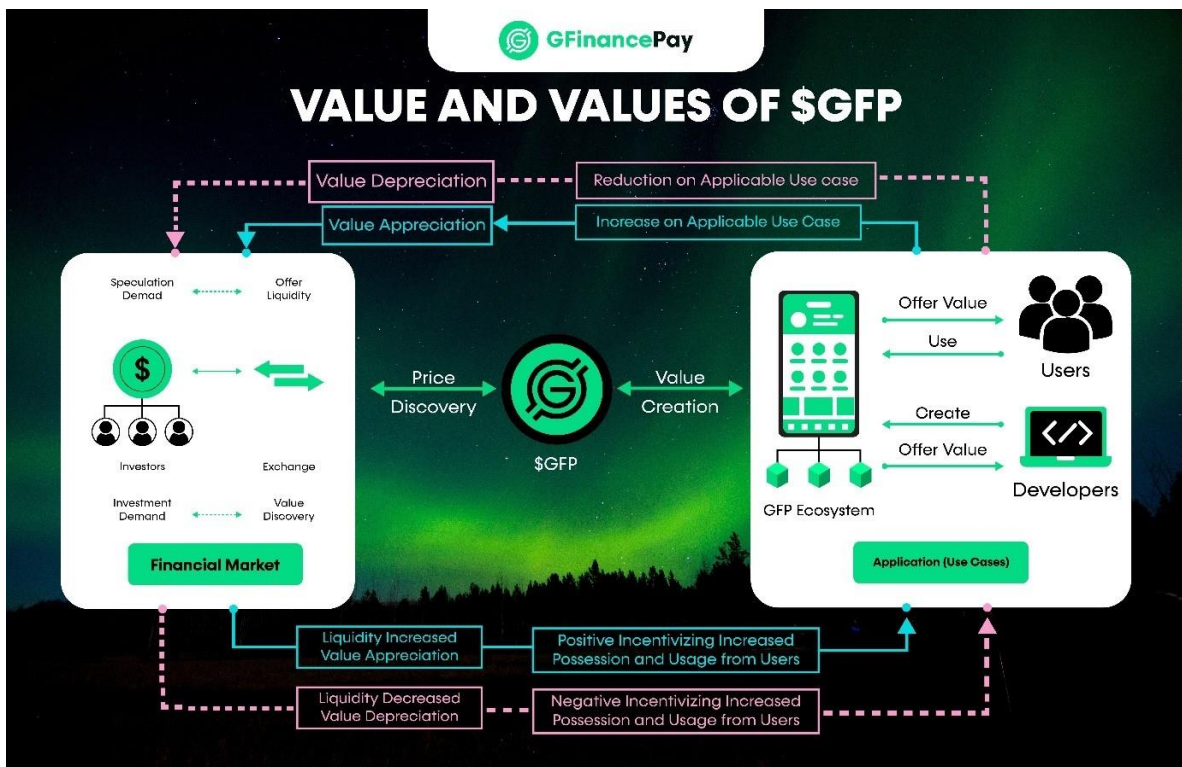 GFinancePay
VALUE AND VALUES OF $GFP
Value Depreciation
Reduction on Applicable Use case
Value Appreciation
Increase on Applicable Use Case
Speculation
Demad
Offer
Liquidity
$
Investors
Exchange
Investment
Demand
Value
Discovery
Financial Market
Price
Discovery
$GFP
Value
Creation
GFP Ecosystem
Offer Value
Use
Users
Create
</>
Offer Value
Developers
Application (Use Cases)
Liquidity Increased
Value Appreciation
Positive Incentivizing Increased
Possession and Usage from Users
Liquidity Decreased
Value Depreciation
Negative Incentivizing Increased
Possession and Usage from Users